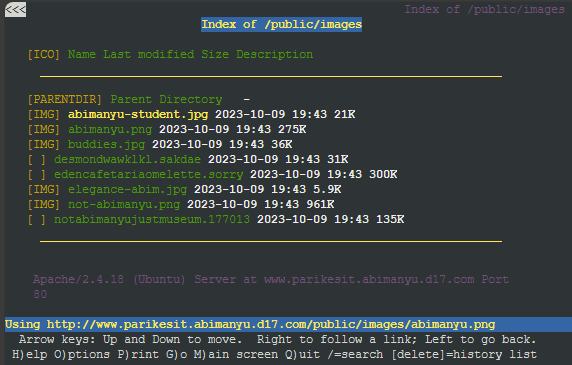 <<< Index of /public/images
Index of /public/images
[ICO] Name Last modified Size Description
[PARENTDIR] Parent Directory -
[IMG] abimanyu-student.jpg 2023-10-09 19:43 21K
[IMG] abimanyu.png 2023-10-09 19:43 275K
[IMG] buddies.jpg 2023-10-09 19:43 36K
[ ] desmondwawklkl.sakdae 2023-10-09 19:43 31K
[ ] edencafetariaomelette.sorry 2023-10-09 19:43 300K
[IMG] elegance-abim.jpg 2023-10-09 19:43 5.9K
[IMG] not-abimanyu.png 2023-10-09 19:43 961K
[ ] notabimanyujustmuseum.177013 2023-10-09 19:43 135K
Apache/2.4.18 (Ubuntu) Server at www.parikesit.abimanyu.d17.com Port
80
Using http://www.parikesit.abimanyu.d17.com/public/images/abimanyu.png
Arrow keys: Up and Down to move. Right to follow a link; Left to go back.
H)elp O)ptions P)rint G)o M)ain screen Q)uit /=search [delete]=history list